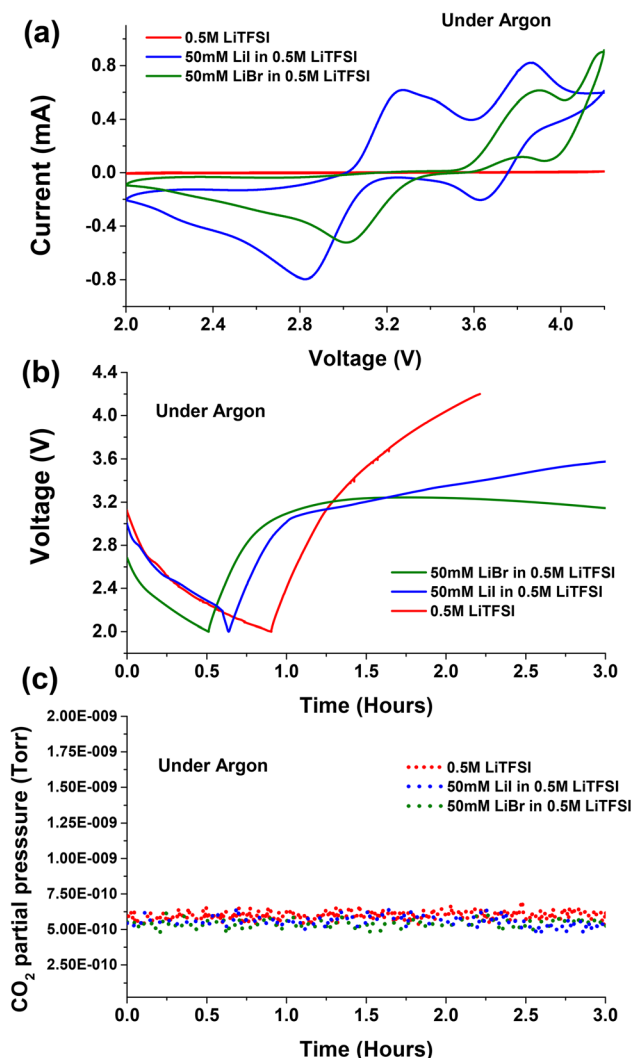 (a)
Under Argon
0.5M LiTFSI
50mM LiI in 0.5M LiTFSI
50mM LiBr in 0.5M LiTFSI
Current (mA)
0.8
0.4
0.0
-0.4
-0.8
2.0 2.4 2.8 3.2 3.6 4.0
Voltage (V)
(b)
Under Argon
Voltage (V)
4.4
4.0
3.6
3.2
2.8
2.4
2.0
50mM LiBr in 0.5M LiTFSI
50mM LiI in 0.5M LiTFSI
0.5M LiTFSI
0.0 0.5 1.0 1.5 2.0 2.5 3.0
Time (Hours)
(c)
Under Argon
CO2 partial presssure (Torr)
2.00E-009
1.75E-009
1.50E-009
1.25E-009
1.00E-009
7.50E-010
5.00E-010
2.50E-010
0.5M LiTFSI
50mM LiI in 0.5M LiTFSI
50mM LiBr in 0.5M LiTFSI
0.0 0.5 1.0 1.5 2.0 2.5 3.0
Time (Hours)